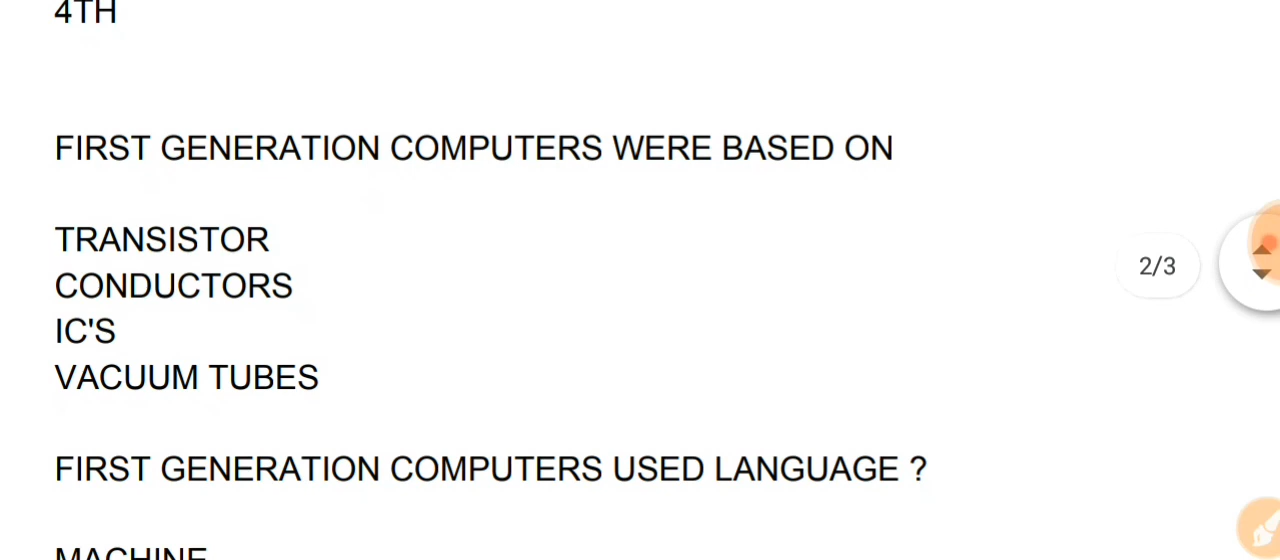 4TH
FIRST GENERATION COMPUTERS WERE BASED ON
TRANSISTOR
CONDUCTORS
IC'S
VACUUM TUBES
2/3
FIRST GENERATION COMPUTERS USED LANGUAGE ?
MACHINE